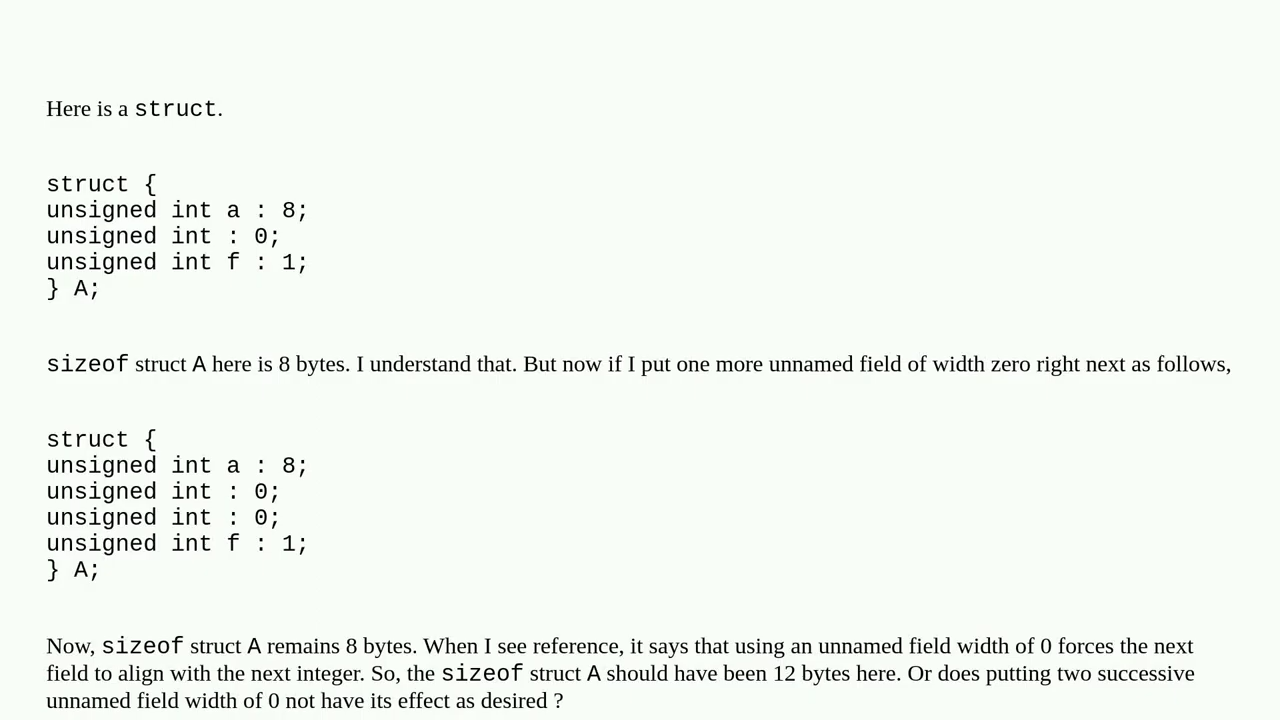 Here is a struct.
struct {
unsigned int a : 8;
unsigned int : 0;
unsigned int f : 1;
} A;
sizeof struct A here is 8 bytes. I understand that. But now if I put one more unnamed field of width zero right next as follows,
struct {
unsigned int a : 8;
unsigned int : 0;
unsigned int : 0;
unsigned int f : 1;
} A;
Now, sizeof struct A remains 8 bytes. When I see reference, it says that using an unnamed field width of 0 forces the next
field to align with the next integer. So, the sizeof struct A should have been 12 bytes here. Or does putting two successive
unnamed field width of 0 not have its effect as desired ?